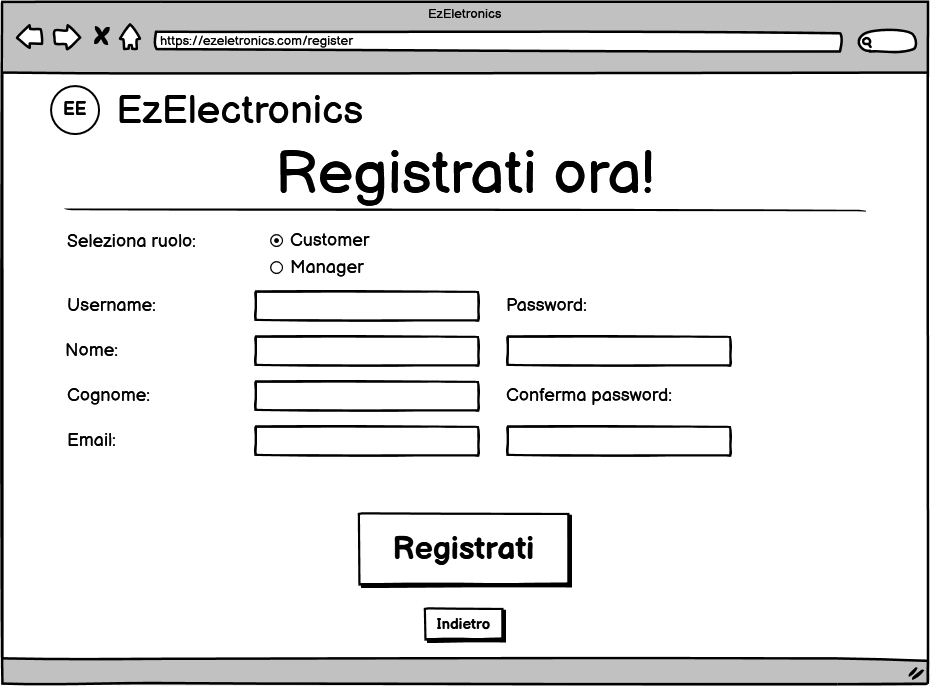 EzEletronics
https://ezeletronics.com/register
EE
EzElectronics
Registrati ora!
Seleziona ruolo:
Customer
Manager
Username:
Password:
Nome:
Cognome:
Conferma password:
Email:
Registrati
Indietro